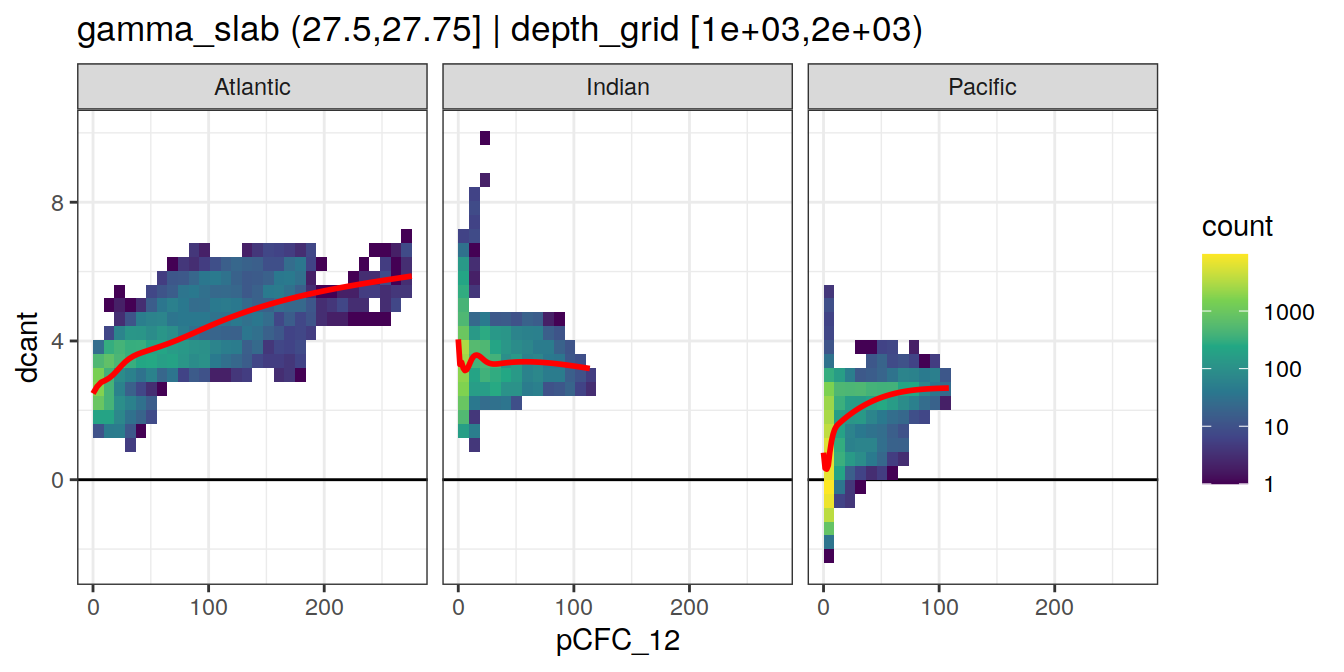 gamma_slab (27.5,27.75] | depth_grid [1e+03,2e+03)
Atlantic
Indian
Pacific
dcant
8
4
0
0 100 200
0 100 200
0 100 200
pCFC_12
count
1000
100
10
1